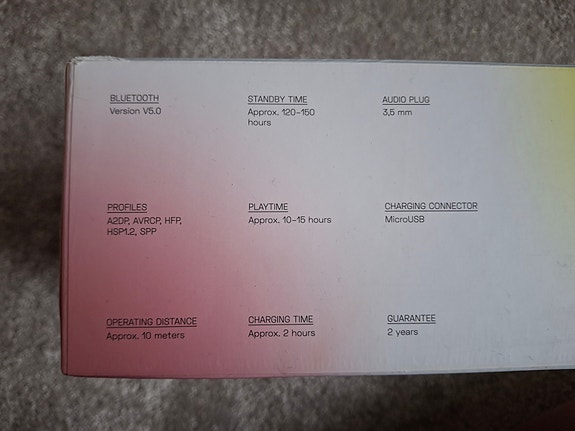 BLUETOOTH
Version V5.0
STANDBY TIME
Approx. 120–150
hours
AUDIO PLUG
3,5 mm
PROFILES
A2DP, AVRCP, HFP,
HSP1.2, SPP
PLAYTIME
Approx. 10–15 hours
CHARGING CONNECTOR
MicroUSB
OPERATING DISTANCE
Approx. 10 meters
CHARGING TIME
Approx. 2 hours
GUARANTEE
2 years